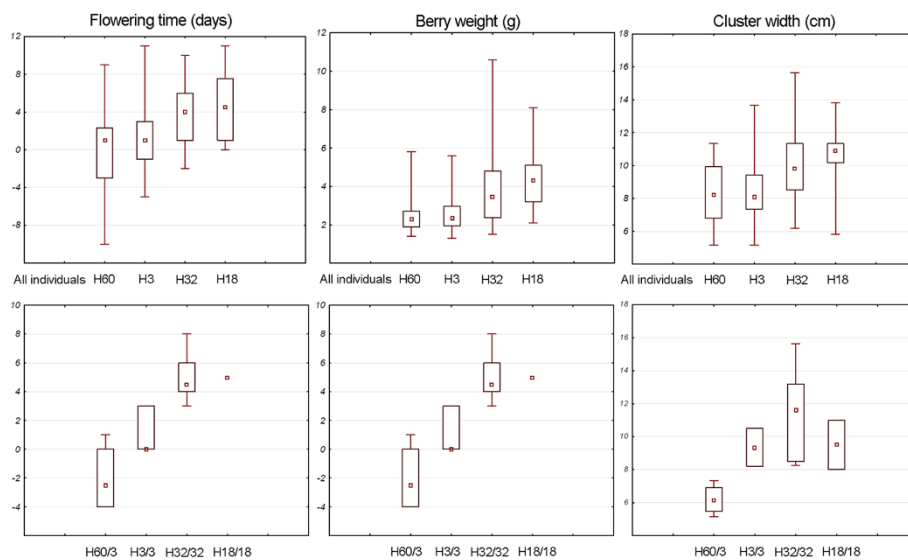 Flowering time (days) Berry weight (g) Cluster width (cm)
12 12 18
16
8 10
14
4 8
12
0 6
10
-4 4
8
-8 2
6
All individuals H60 H3 H32 H18 All individuals H60 H3 H32 H18 All individuals H60 H3 H32 H18
10 10 18
8 8 16
6 6 14
4 4 12
2 2 10
0 0
-2 -2 8
-4 -4 6
H60/3 H3/3 H32/32 H18/18 H60/3 H3/3 H32/32 H18/18 H60/3 H3/3 H32/32 H18/18